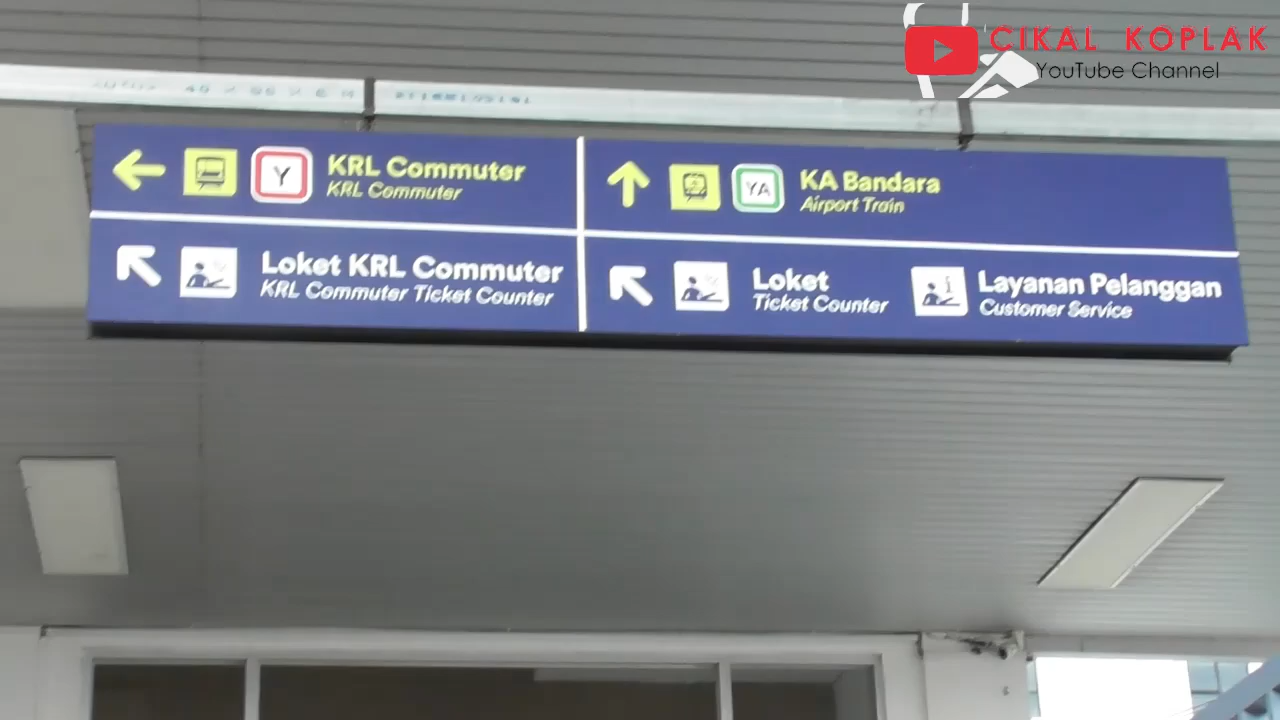 CIKAL KOPLAK
YouTube Channel
Y
KRL Commuter
KRL Commuter
YA
KA Bandara
Airport Train
Loket KRL Commuter
KRL Commuter Ticket Counter
Loket
Ticket Counter
Layanan Pelanggan
Customer Service